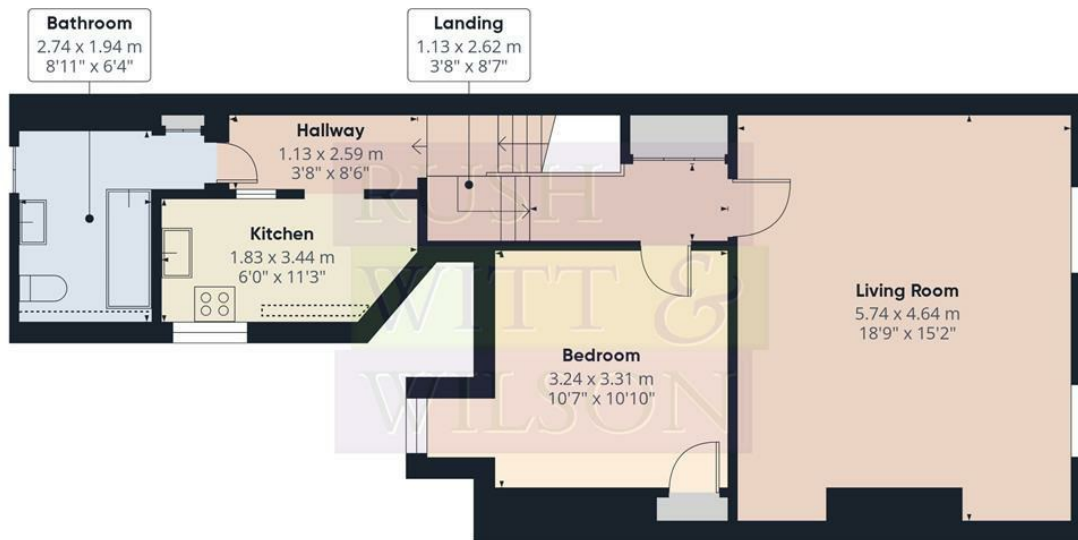 Bathroom
2.74 x 1.94 m
8'11" x 6'4"
Landing
1.13 x 2.62 m
3'8" x 8'7"
Hallway
1.13 x 2.59 m
3'8" x 8'6"
Kitchen
1.83 x 3.44 m
6'0" x 11'3"
Living Room
5.74 x 4.64 m
18'9" x 15'2"
Bedroom
3.24 x 3.31 m
10'7" x 10'10"
RUSH
WITT &
WILSON